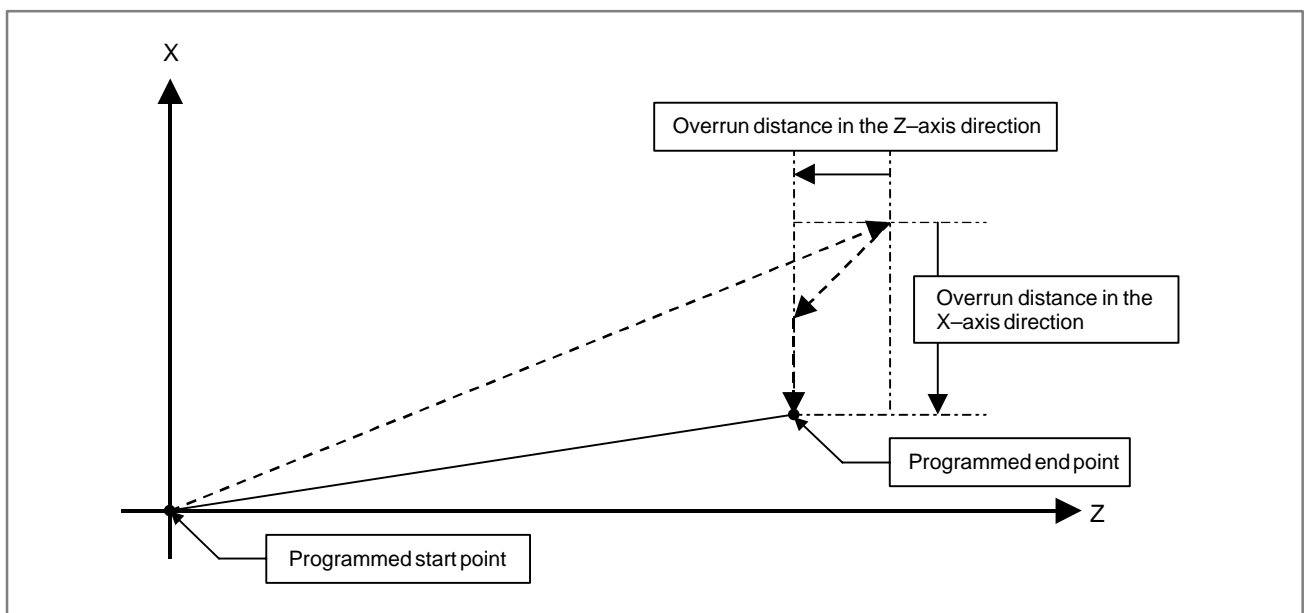 X
Overrun distance in the Z–axis direction
Overrun distance in the
X–axis direction
Programmed end point
Z
Programmed start point